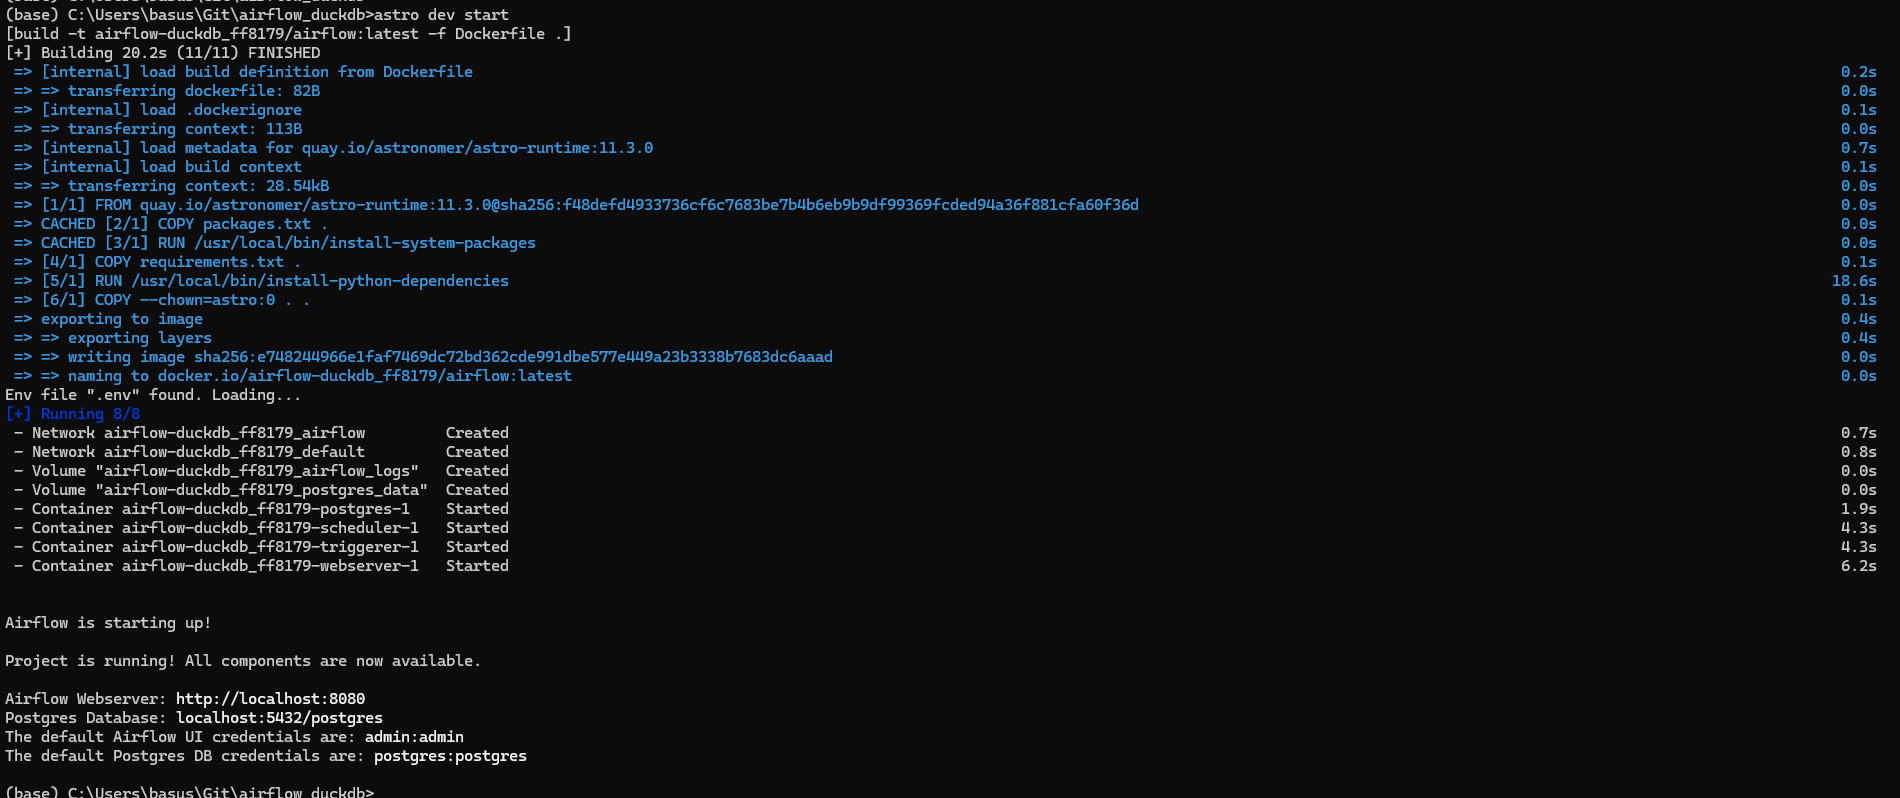 (base) C:\Users\basus\Git\airflow_duckdb>astro dev start
[build -t airflow-duckdb_ff8179/airflow:latest -f Dockerfile .]
[+] Building 20.2s (11/11) FINISHED
=> [internal] load build definition from Dockerfile 0.2s
=> => transferring dockerfile: 82B 0.0s
=> [internal] load .dockerignore 0.1s
=> => transferring context: 113B 0.0s
=> [internal] load metadata for quay.io/astronomer/astro-runtime:11.3.0 0.7s
=> [internal] load build context 0.1s
=> => transferring context: 28.54kB 0.0s
=> [1/1] FROM quay.io/astronomer/astro-runtime:11.3.0@sha256:f48defd4933736cf6c7683be7b4b6eb9b9df99369fcded94a36f881cfa60f36d 0.0s
=> CACHED [2/1] COPY packages.txt . 0.0s
=> CACHED [3/1] RUN /usr/local/bin/install-system-packages 0.0s
=> [4/1] COPY requirements.txt . 0.1s
=> [5/1] RUN /usr/local/bin/install-python-dependencies 18.6s
=> [6/1] COPY --chown=astro:0 . . 0.1s
=> exporting to image 0.4s
=> => exporting layers 0.4s
=> => writing image sha256:e748244966e1faf7469dc72bd362cde991dbe577e449a23b3338b7683dc6aaad 0.0s
=> => naming to docker.io/airflow-duckdb_ff8179/airflow:latest 0.0s
Env file ".env" found. Loading...
[+] Running 8/8
- Network airflow-duckdb_ff8179_airflow Created 0.7s
- Network airflow-duckdb_ff8179_default Created 0.8s
- Volume "airflow-duckdb_ff8179_airflow_logs" Created 0.0s
- Volume "airflow-duckdb_ff8179_postgres_data" Created 0.0s
- Container airflow-duckdb_ff8179-postgres-1 Started 1.9s
- Container airflow-duckdb_ff8179-scheduler-1 Started 4.3s
- Container airflow-duckdb_ff8179-triggerer-1 Started 4.3s
- Container airflow-duckdb_ff8179-webserver-1 Started 6.2s
Airflow is starting up!
Project is running! All components are now available.
Airflow Webserver: http://localhost:8080
Postgres Database: localhost:5432/postgres
The default Airflow UI credentials are: admin:admin
The default Postgres DB credentials are: postgres:postgres
(base) C:\Users\basus\Git\airflow_duckdb>